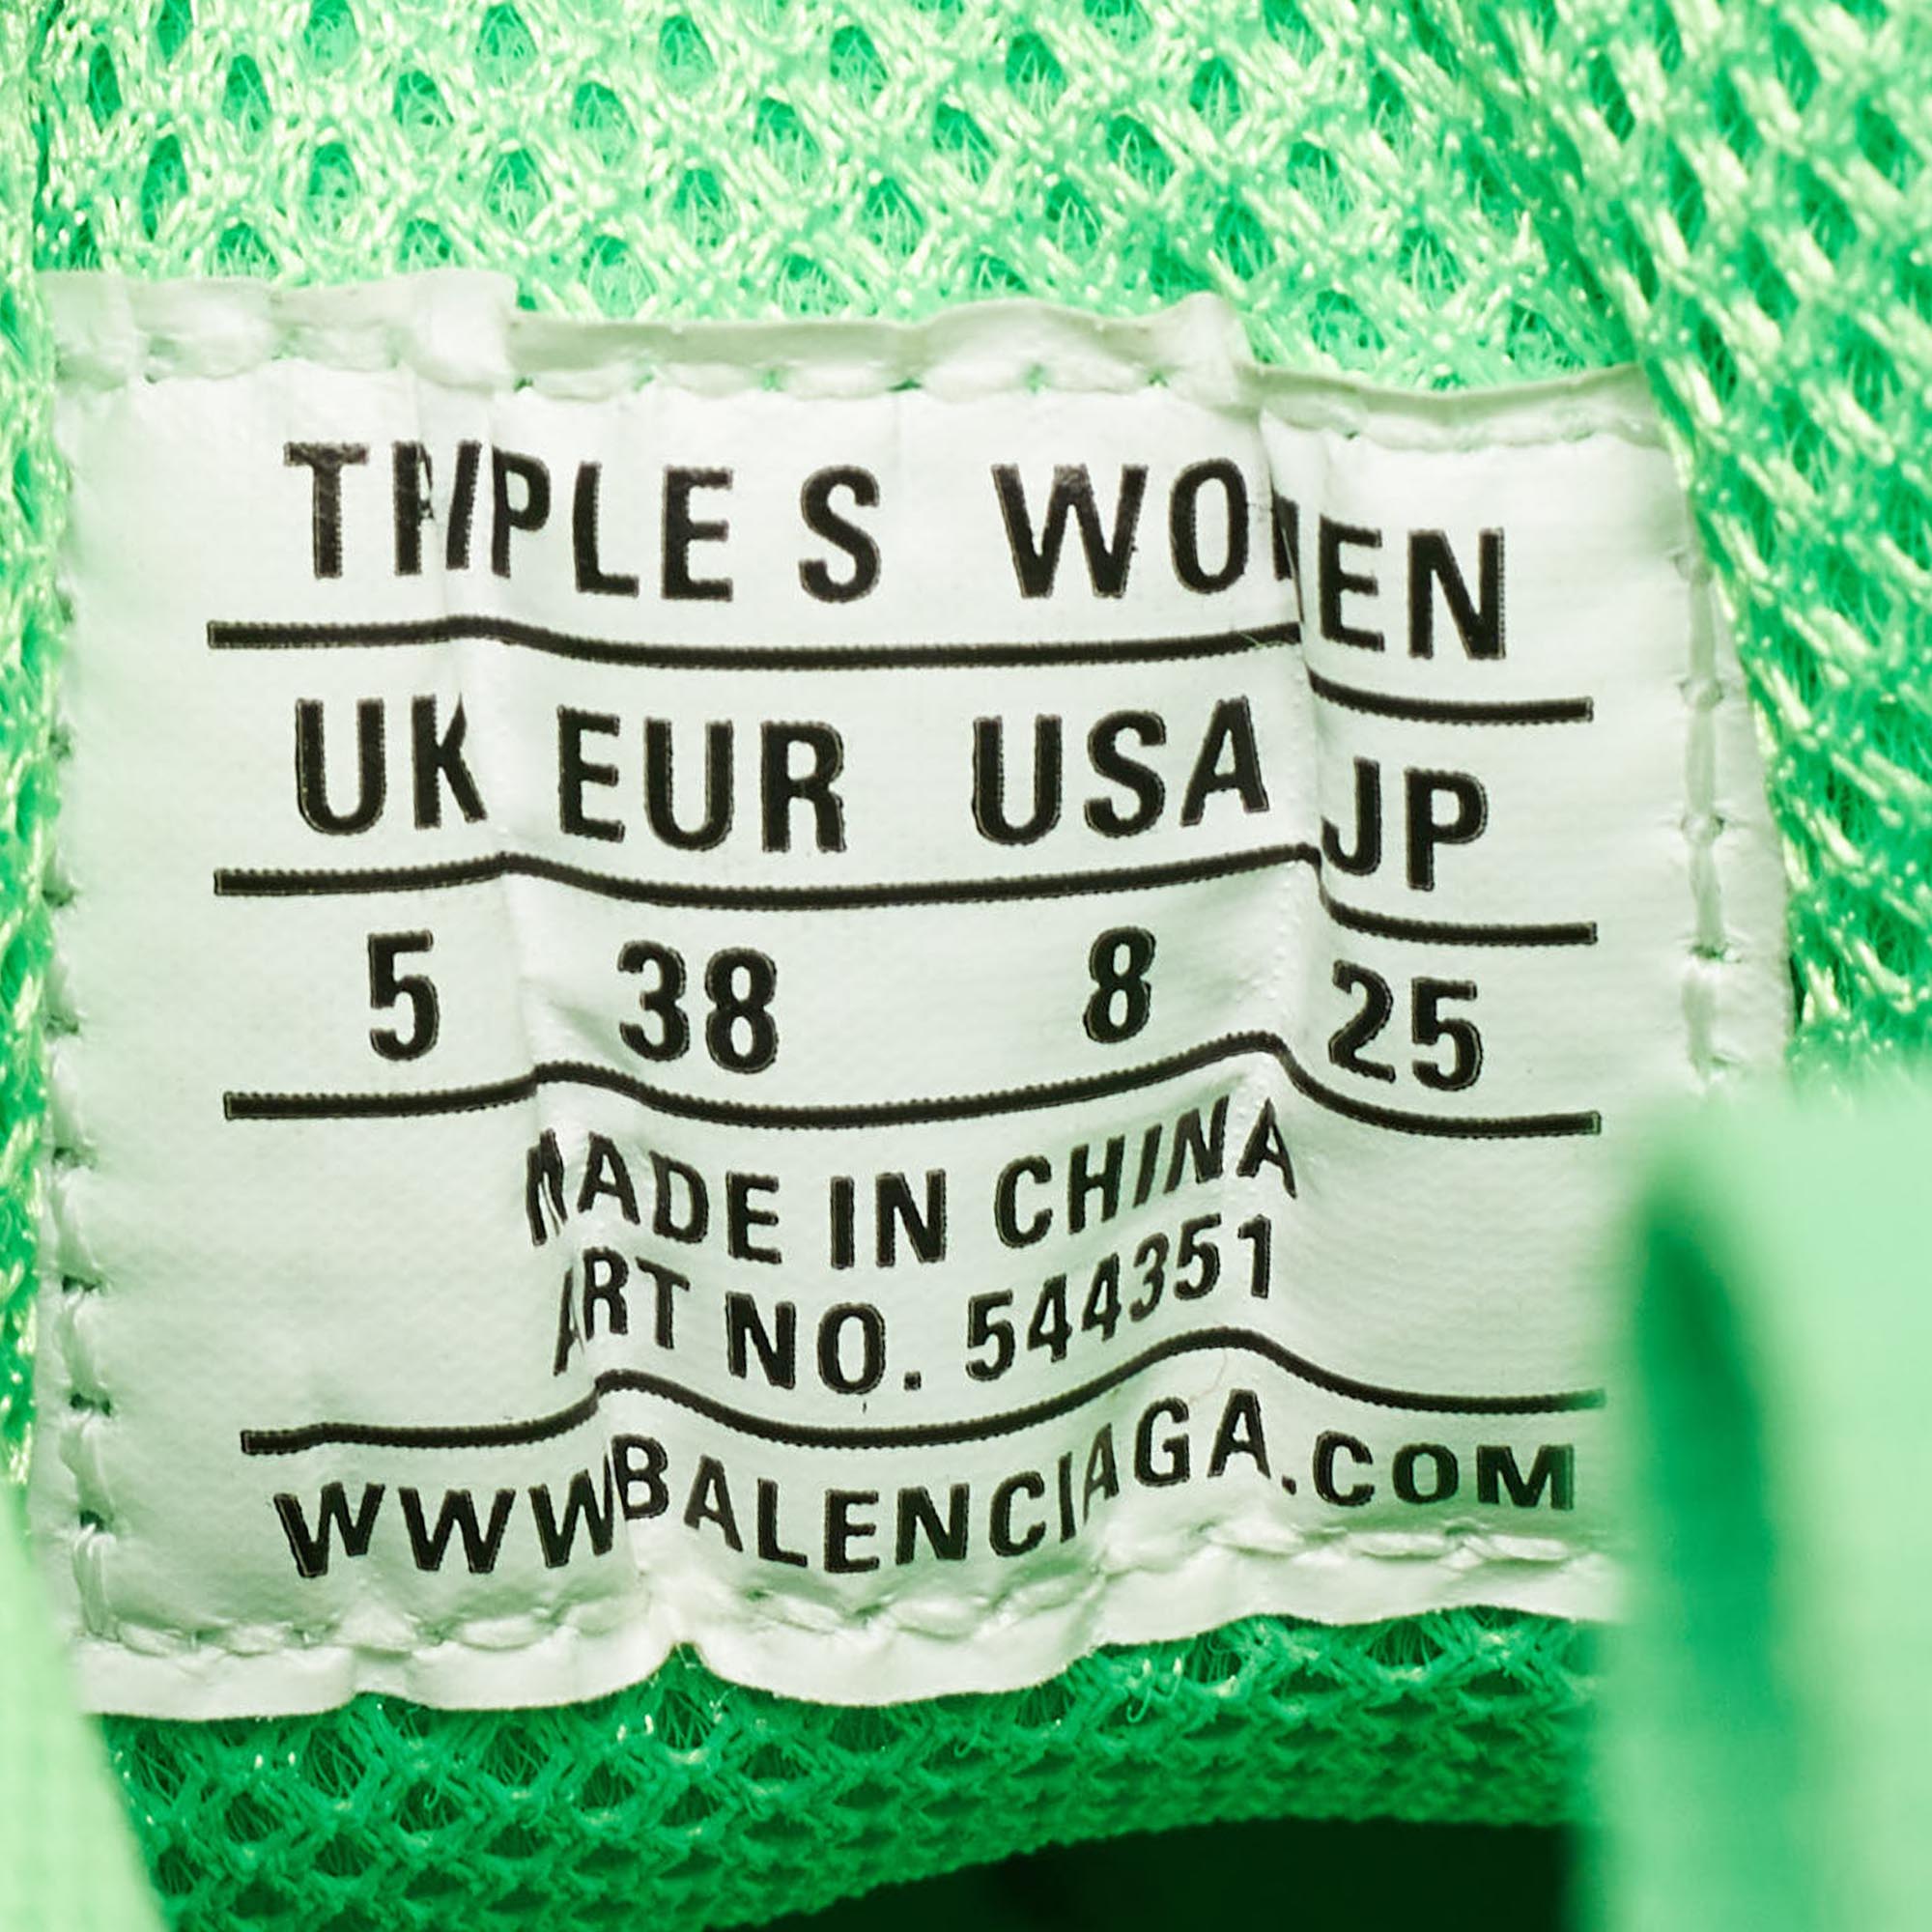 TRIPLE S WOMEN
UK EUR USA JP
5 38 8 25
MADE IN CHINA
ART NO. 544351
WWW.BALENCIAGA.COM